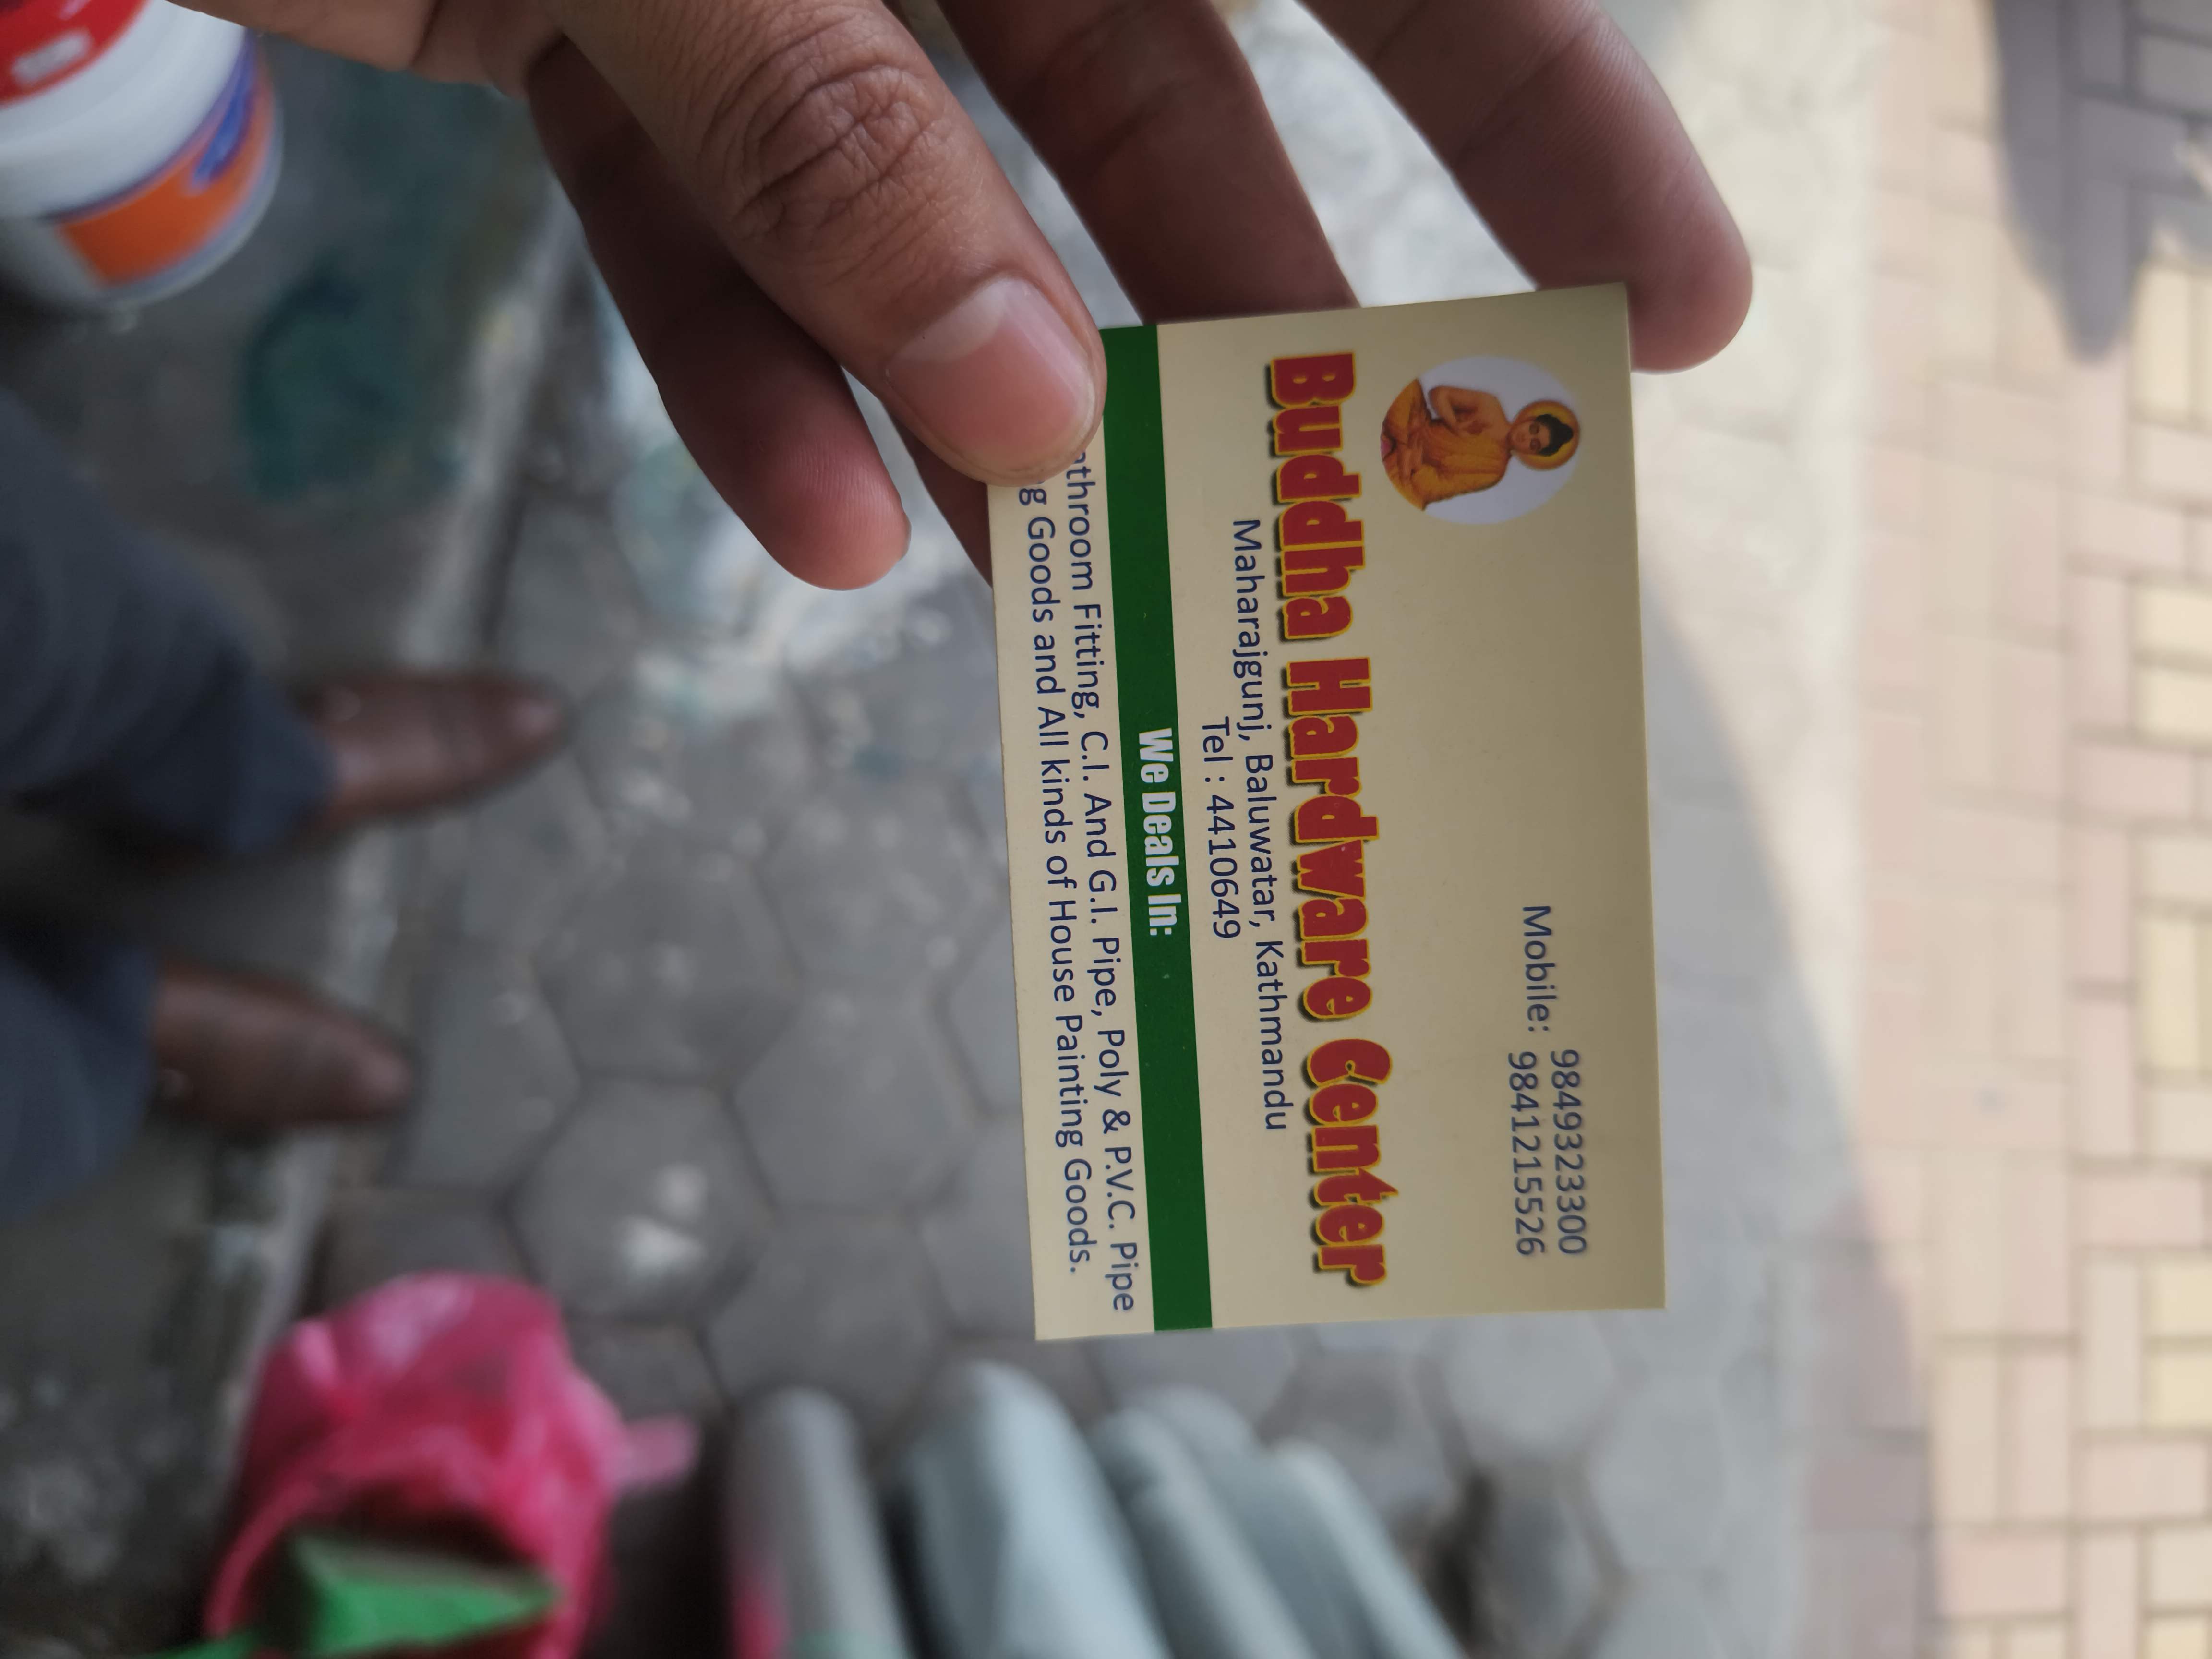 Mobile: 9849323300
9841215526
Buddha Hardware Center
Maharajgunj, Baluwatar, Kathmandu
Tel : 4410649
We Deals In:
Fitting, C.I. And G.I. Pipe, Poly & P.V.C. Pipe
Goods and All kinds of House Painting Goods.